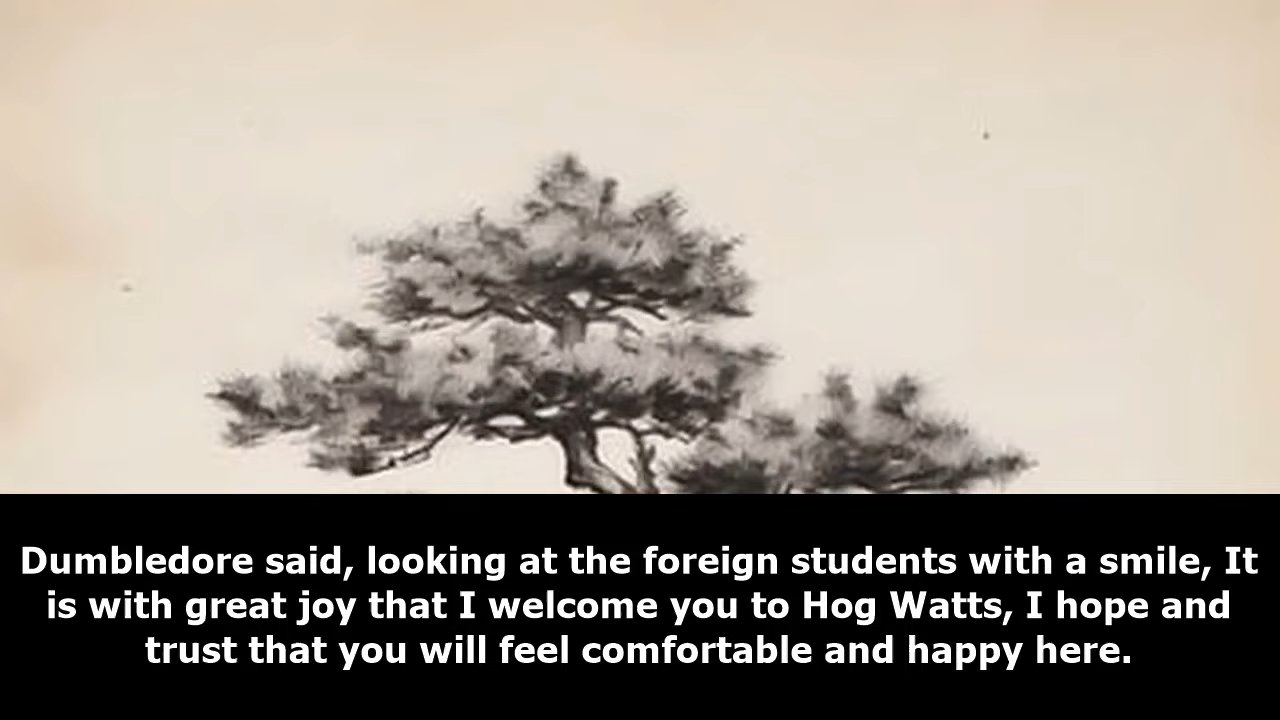 Dumbledore said, looking at the foreign students with a smile, It
is with great joy that I welcome you to Hog Watts, I hope and
trust that you will feel comfortable and happy here.